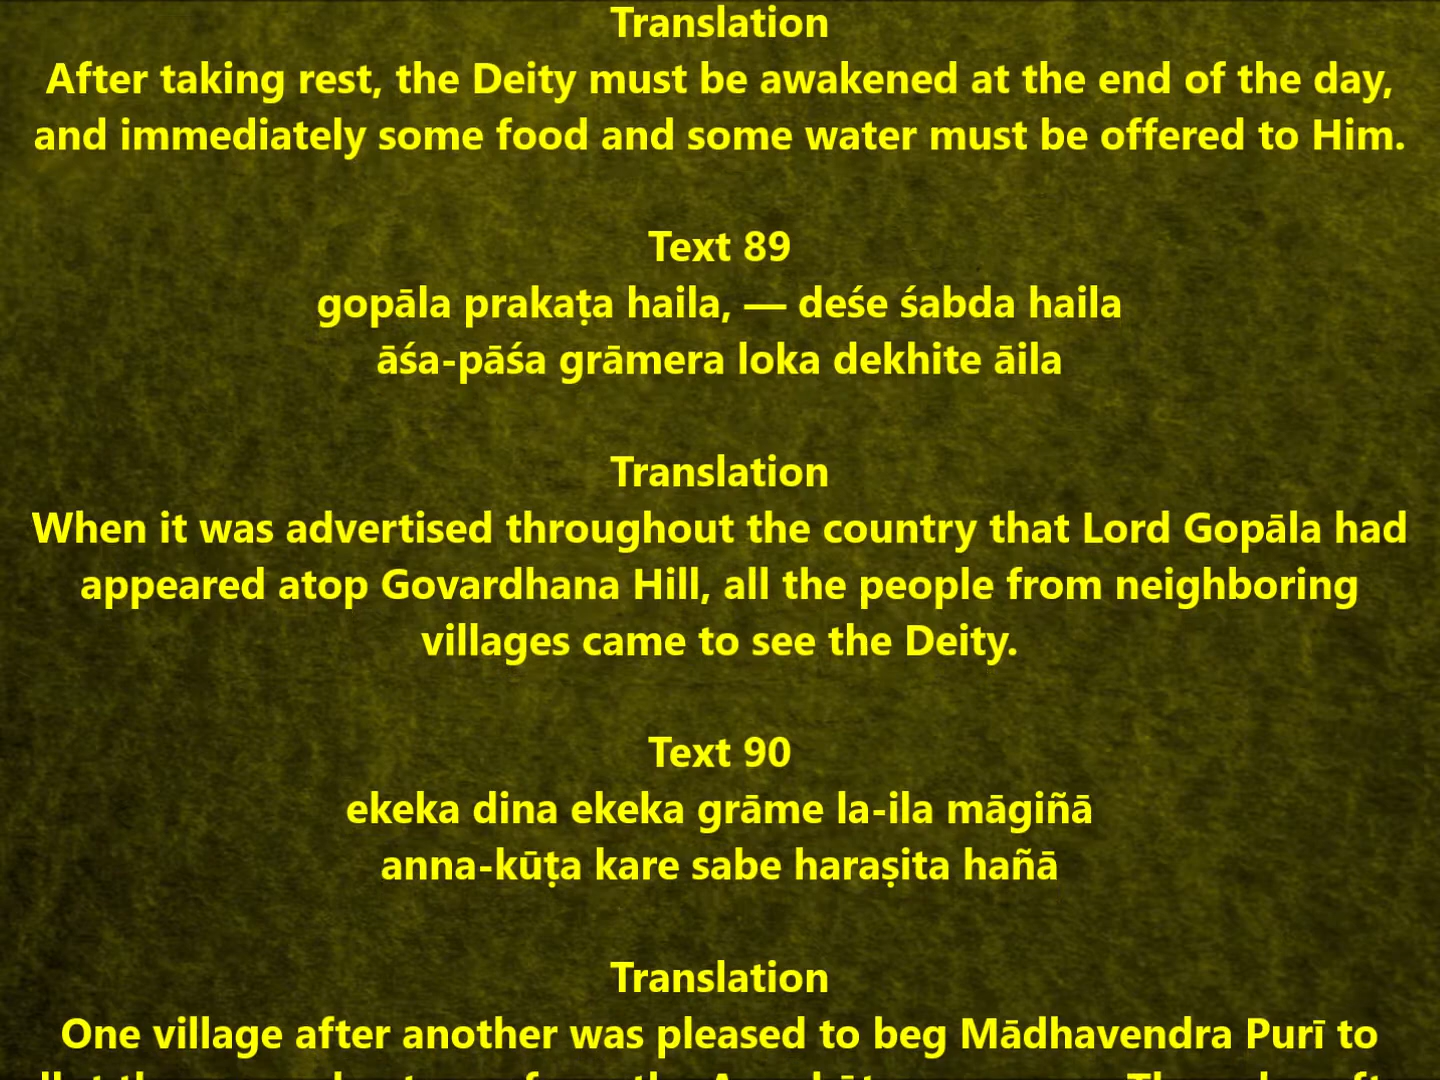 Translation
After taking rest, the Deity must be awakened at the end of the day,
and immediately some food and some water must be offered to Him.
Text 89
gopāla prakaṭa haila, — deśe śabda haila
āśa-pāśa grāmera loka dekhite āila
Translation
When it was advertised throughout the country that Lord Gopāla had
appeared atop Govardhana Hill, all the people from neighboring
villages came to see the Deity.
Text 90
ekeka dina ekeka grāme la-ila māgiñā
anna-kūṭa kare sabe haraṣita hañā
Translation
One village after another was pleased to beg Mādhavendra Purī to